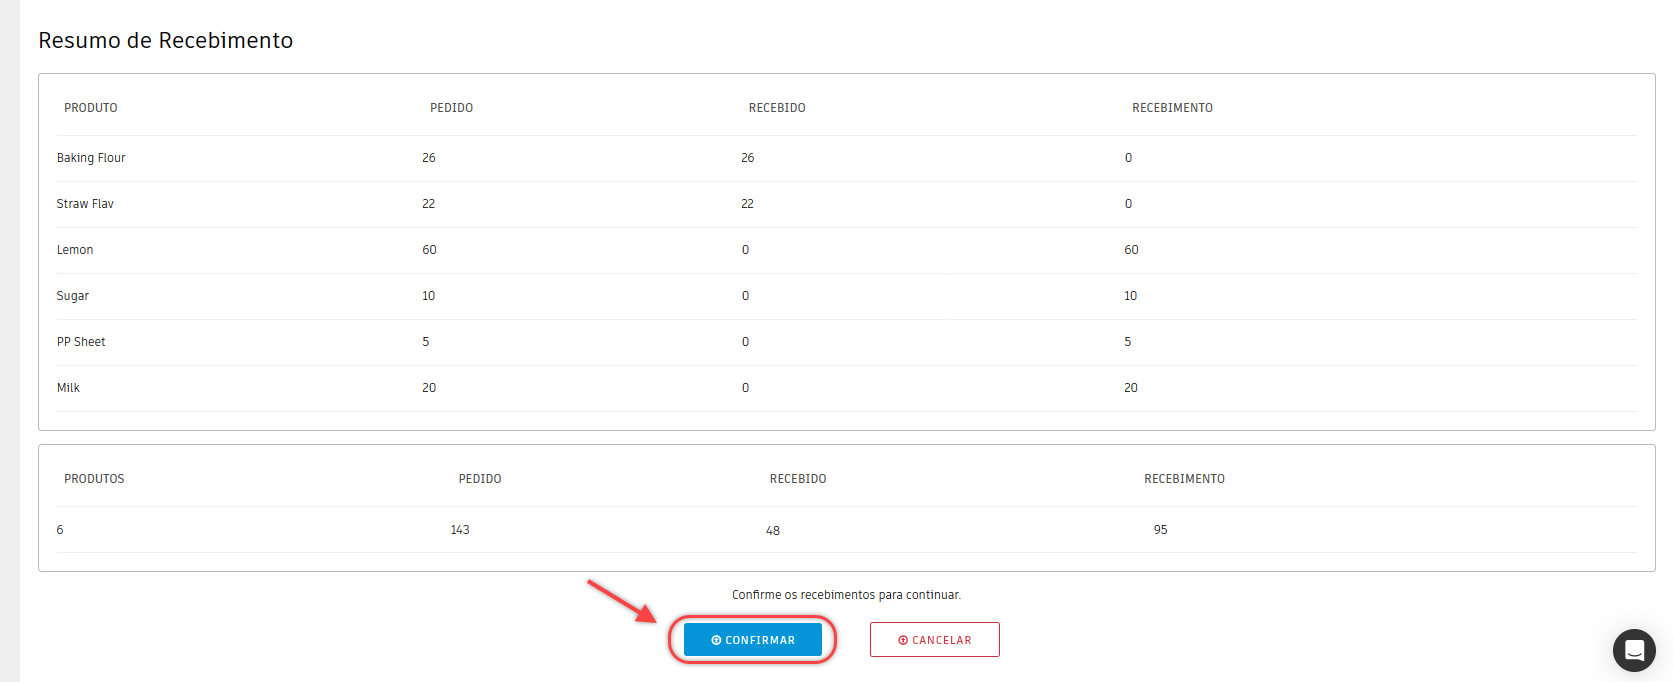 Resumo de Recebimento
PRODUTO PEDIDO RECEBIDO RECEBIMENTO
Baking Flour 26 26 0
Straw Flav 22 22 0
Lemon 60 0 60
Sugar 10 0 10
PP Sheet 5 0 5
Milk 20 0 20
PRODUTOS PEDIDO RECEBIDO RECEBIMENTO
6 143 48 95
Confirme os recebimentos para continuar.
CONFIRMAR CANCELAR